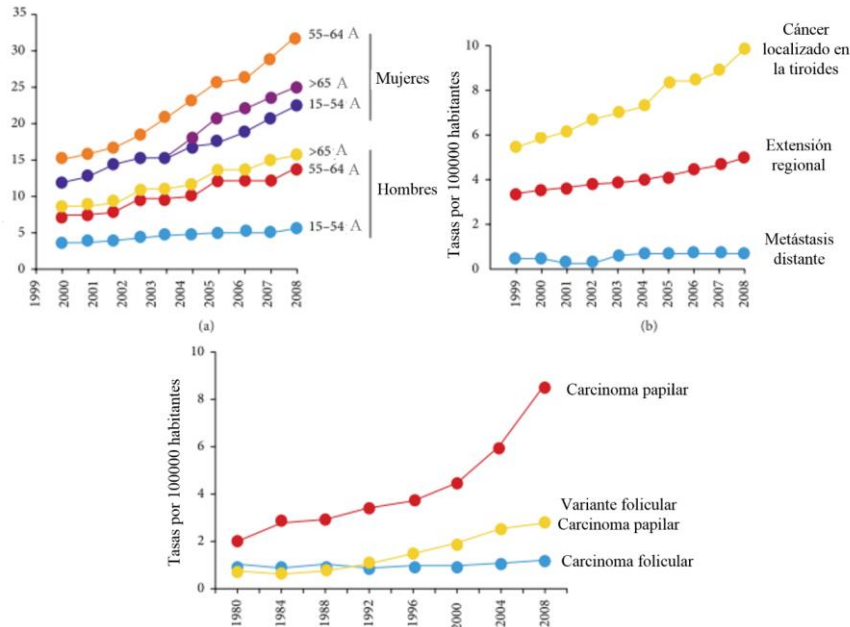 35
30
25
20
15
10
5
0
55–64 A
>65 A
15–54 A
Mujeres
>65 A
55–64 A
15–54 A
Hombres
1999
2000
2001
2002
2003
2004
2005
2006
2007
2008
(a)
Tasas por 100000 habitantes
10
8
6
4
2
0
Cáncer
localizado en
la tiroides
Extensión
regional
Metástasis
distante
1999
2000
2001
2002
2003
2004
2005
2006
2007
2008
(b)
Tasas por 100000 habitantes
10
8
6
4
2
0
Carcinoma papilar
Variante folicular
Carcinoma papilar
Carcinoma folicular
1980
1984
1988
1992
1996
2000
2004
2008